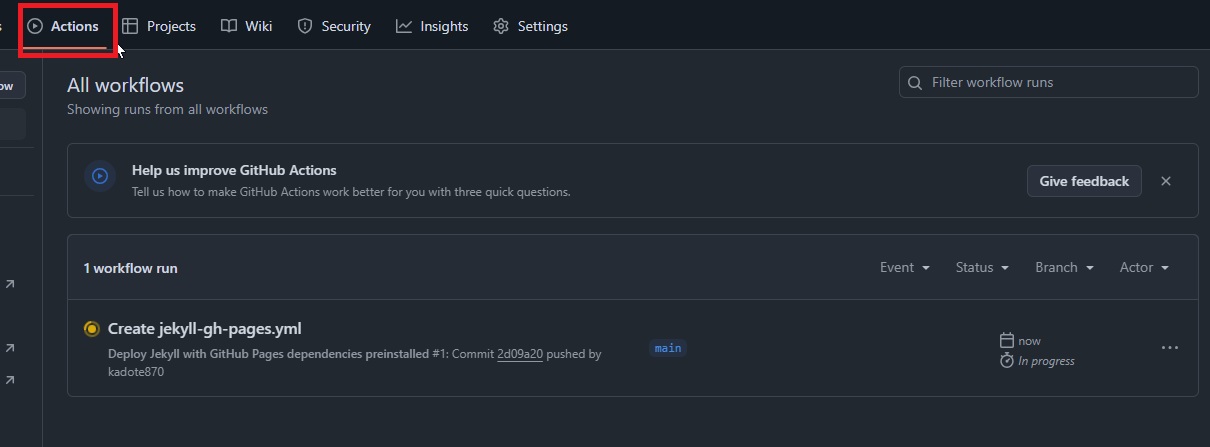 Actions Projects Wiki Security Insights Settings
All workflows
Filter workflow runs
Showing runs from all workflows
Help us improve GitHub Actions
Tell us how to make GitHub Actions work better for you with three quick questions.
Give feedback
1 workflow run
Event Status Branch Actor
Create jekyll-gh-pages.yml
Deploy Jekyll with GitHub Pages dependencies preinstalled #1: Commit 2d09a20 pushed by
kadote870
main
now
In progress